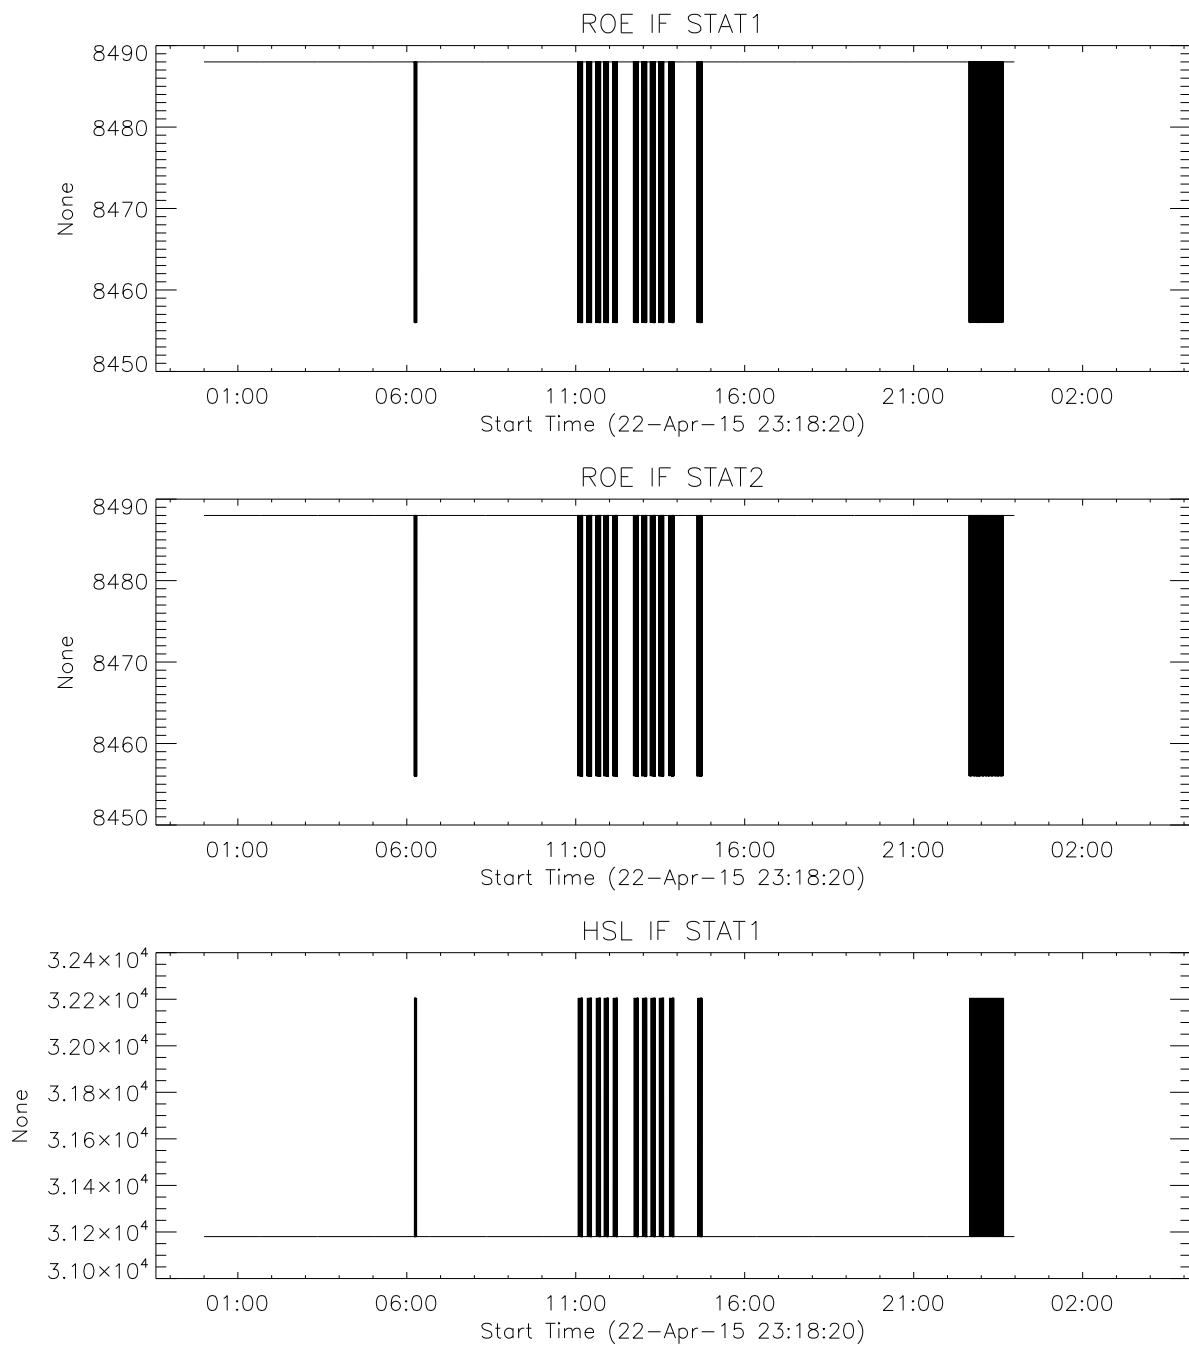 ROE IF STAT1
8490
8480
8470
8460
8450
None
01:00 06:00 11:00 16:00 21:00 02:00
Start Time (22-Apr-15 23:18:20)
ROE IF STAT2
8490
8480
8470
8460
8450
None
01:00 06:00 11:00 16:00 21:00 02:00
Start Time (22-Apr-15 23:18:20)
HSL IF STAT1
3.24×10⁴
3.22×10⁴
3.20×10⁴
3.18×10⁴
3.16×10⁴
3.14×10⁴
3.12×10⁴
3.10×10⁴
None
01:00 06:00 11:00 16:00 21:00 02:00
Start Time (22-Apr-15 23:18:20)